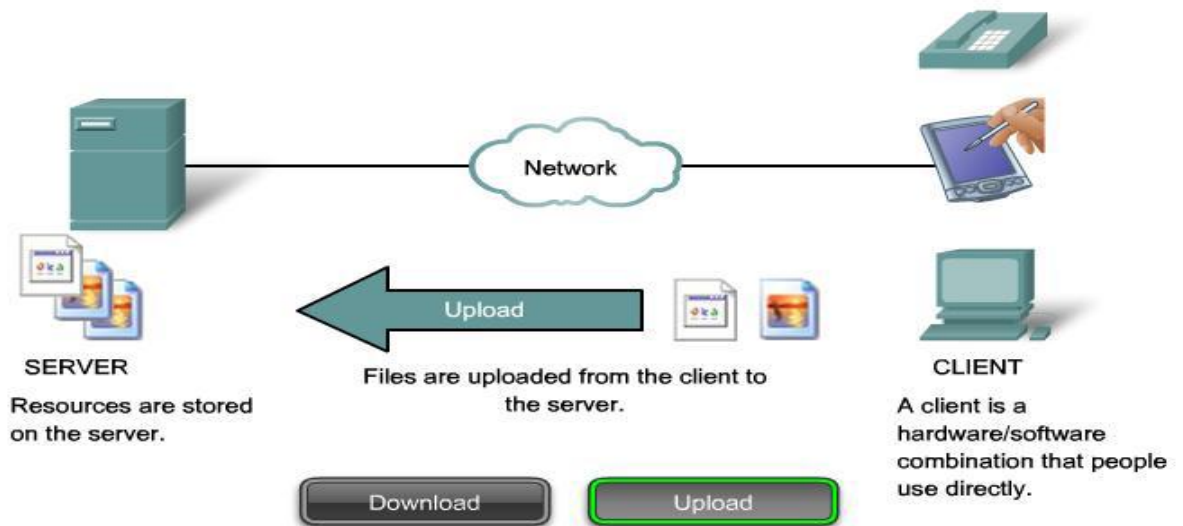 Network
Upload
SERVER
Resources are stored
on the server.
Files are uploaded from the client to
the server.
CLIENT
A client is a
hardware/software
combination that people
use directly.
Download
Upload